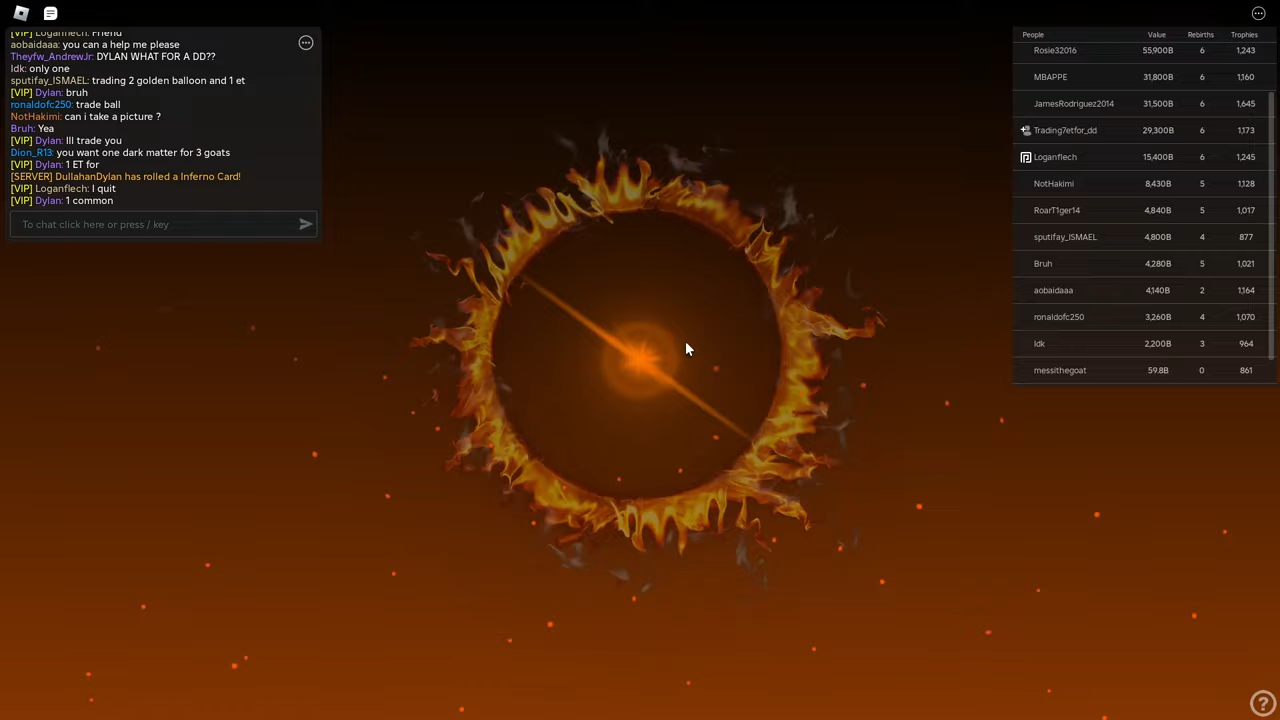 [VIP] Loganflech: Friend
aobaidaaa: you can a help me please
Theyfw_AndrewJr: DYLAN WHAT FOR A DD??
Idk: only one
sputifay_ISMAEL: trading 2 golden balloon and 1 et
[VIP] Dylan: bruh
ronaldofc250: trade ball
NotHakimi: can i take a picture ?
Bruh: Yea
[VIP] Dylan: Ill trade you
Dion_R13: you want one dark matter for 3 goats
[VIP] Dylan: 1 ET for
[SERVER] DullahanDylan has rolled a Inferno Card!
[VIP] Loganflech: I quit
[VIP] Dylan: 1 common
To chat click here or press / key
People Value Rebirths Trophies
Rosie32016 55,900B 6 1,243
MBAPPE 31,800B 6 1,160
JamesRodriguez2014 31,500B 6 1,645
Trading7etfor_dd 29,300B 6 1,173
Loganflech 15,400B 6 1,245
NotHakimi 8,430B 5 1,128
RoarT1ger14 4,840B 5 1,017
sputifay_ISMAEL 4,800B 4 877
Bruh 4,280B 5 1,021
aobaidaaa 4,140B 2 1,164
ronaldofc250 3,260B 4 1,070
Idk 2,200B 3 964
messithegoat 59.8B 0 861
?